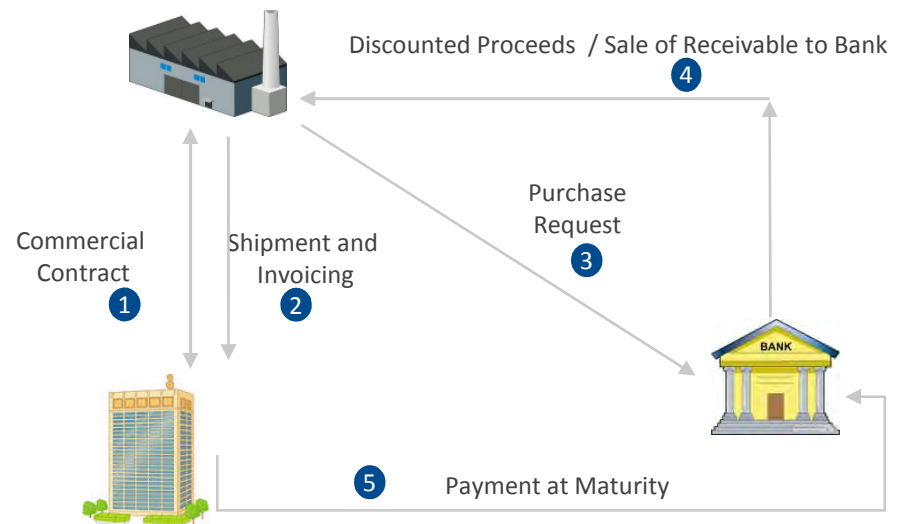 Discounted Proceeds / Sale of Receivable to Bank
4
Purchase
Request
3
Commercial
Contract
1
Shipment and
Invoicing
2
BANK
5
Payment at Maturity